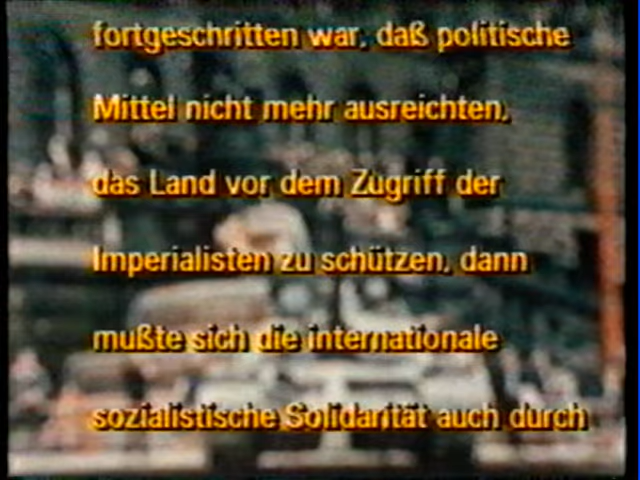 fortgeschritten war, daß politische
Mittel nicht mehr ausreichten,
das Land vor dem Zugriff der
Imperialisten zu schützen, dann
mußte sich die internationale
sozialistische Solidarität auch durch